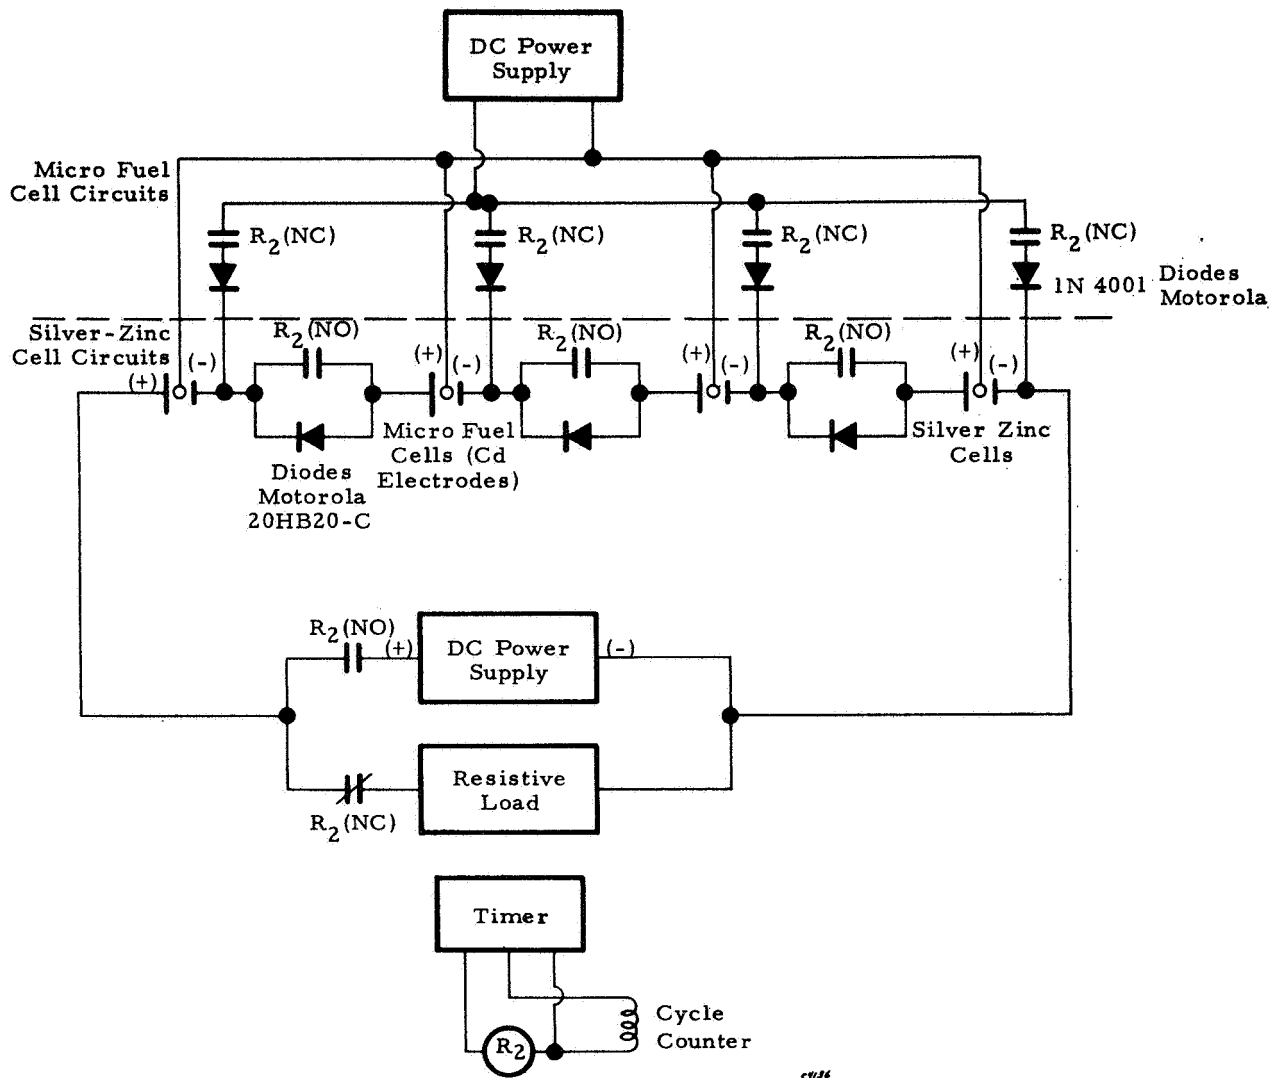 DC Power
Supply
Micro Fuel
Cell Circuits
R2(NC)
R2(NC)
R2(NC)
R2(NC)
1N 4001
Diodes
Motorola
Silver-Zinc
Cell Circuits
R2(NO)
R2(NO)
R2(NO)
(+)
(-)
(+)
(-)
(+)
(-)
(+)
(-)
Micro Fuel
Cells (Cd
Electrodes)
Silver Zinc
Cells
Diodes
Motorola
20HB20-C
R2(NO)
(+)
DC Power
Supply
(-)
Resistive
Load
R2(NC)
Timer
R2
Cycle
Counter